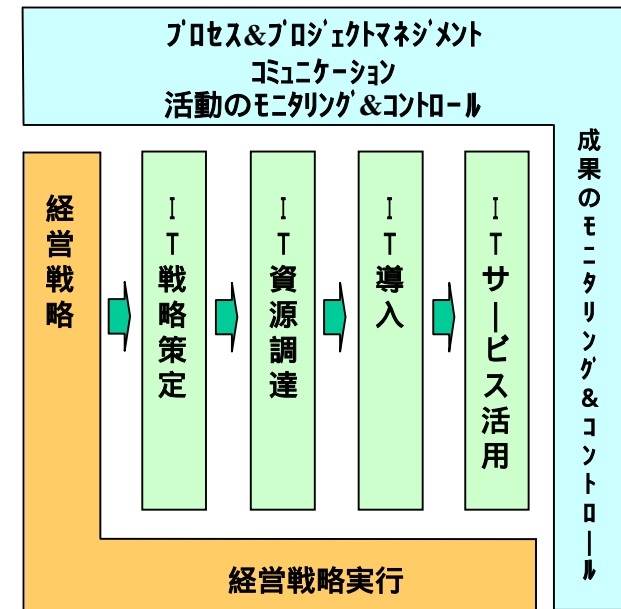 ﾌﾟﾛｾｽ&ﾌﾟﾛｼﾞｪｸﾄﾏﾈｼﾞﾒﾝﾄ
ｺﾐｭﾆｹｰｼｮﾝ
活動のﾓﾆﾀﾘﾝｸﾞ&ｺﾝﾄﾛｰﾙ
成果のﾓﾆﾀﾘﾝｸﾞ&ｺﾝﾄﾛｰﾙ
経営戦略
IT戦略策定
IT資源調達
IT導入
ITサービス活用
経営戦略実行